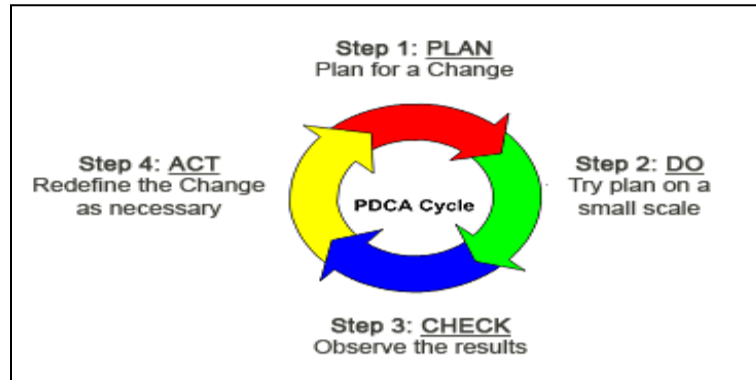 Step 1: PLAN
Plan for a Change
Step 2: DO
Try plan on a
small scale
Step 3: CHECK
Observe the results
Step 4: ACT
Redefine the Change
as necessary
PDCA Cycle